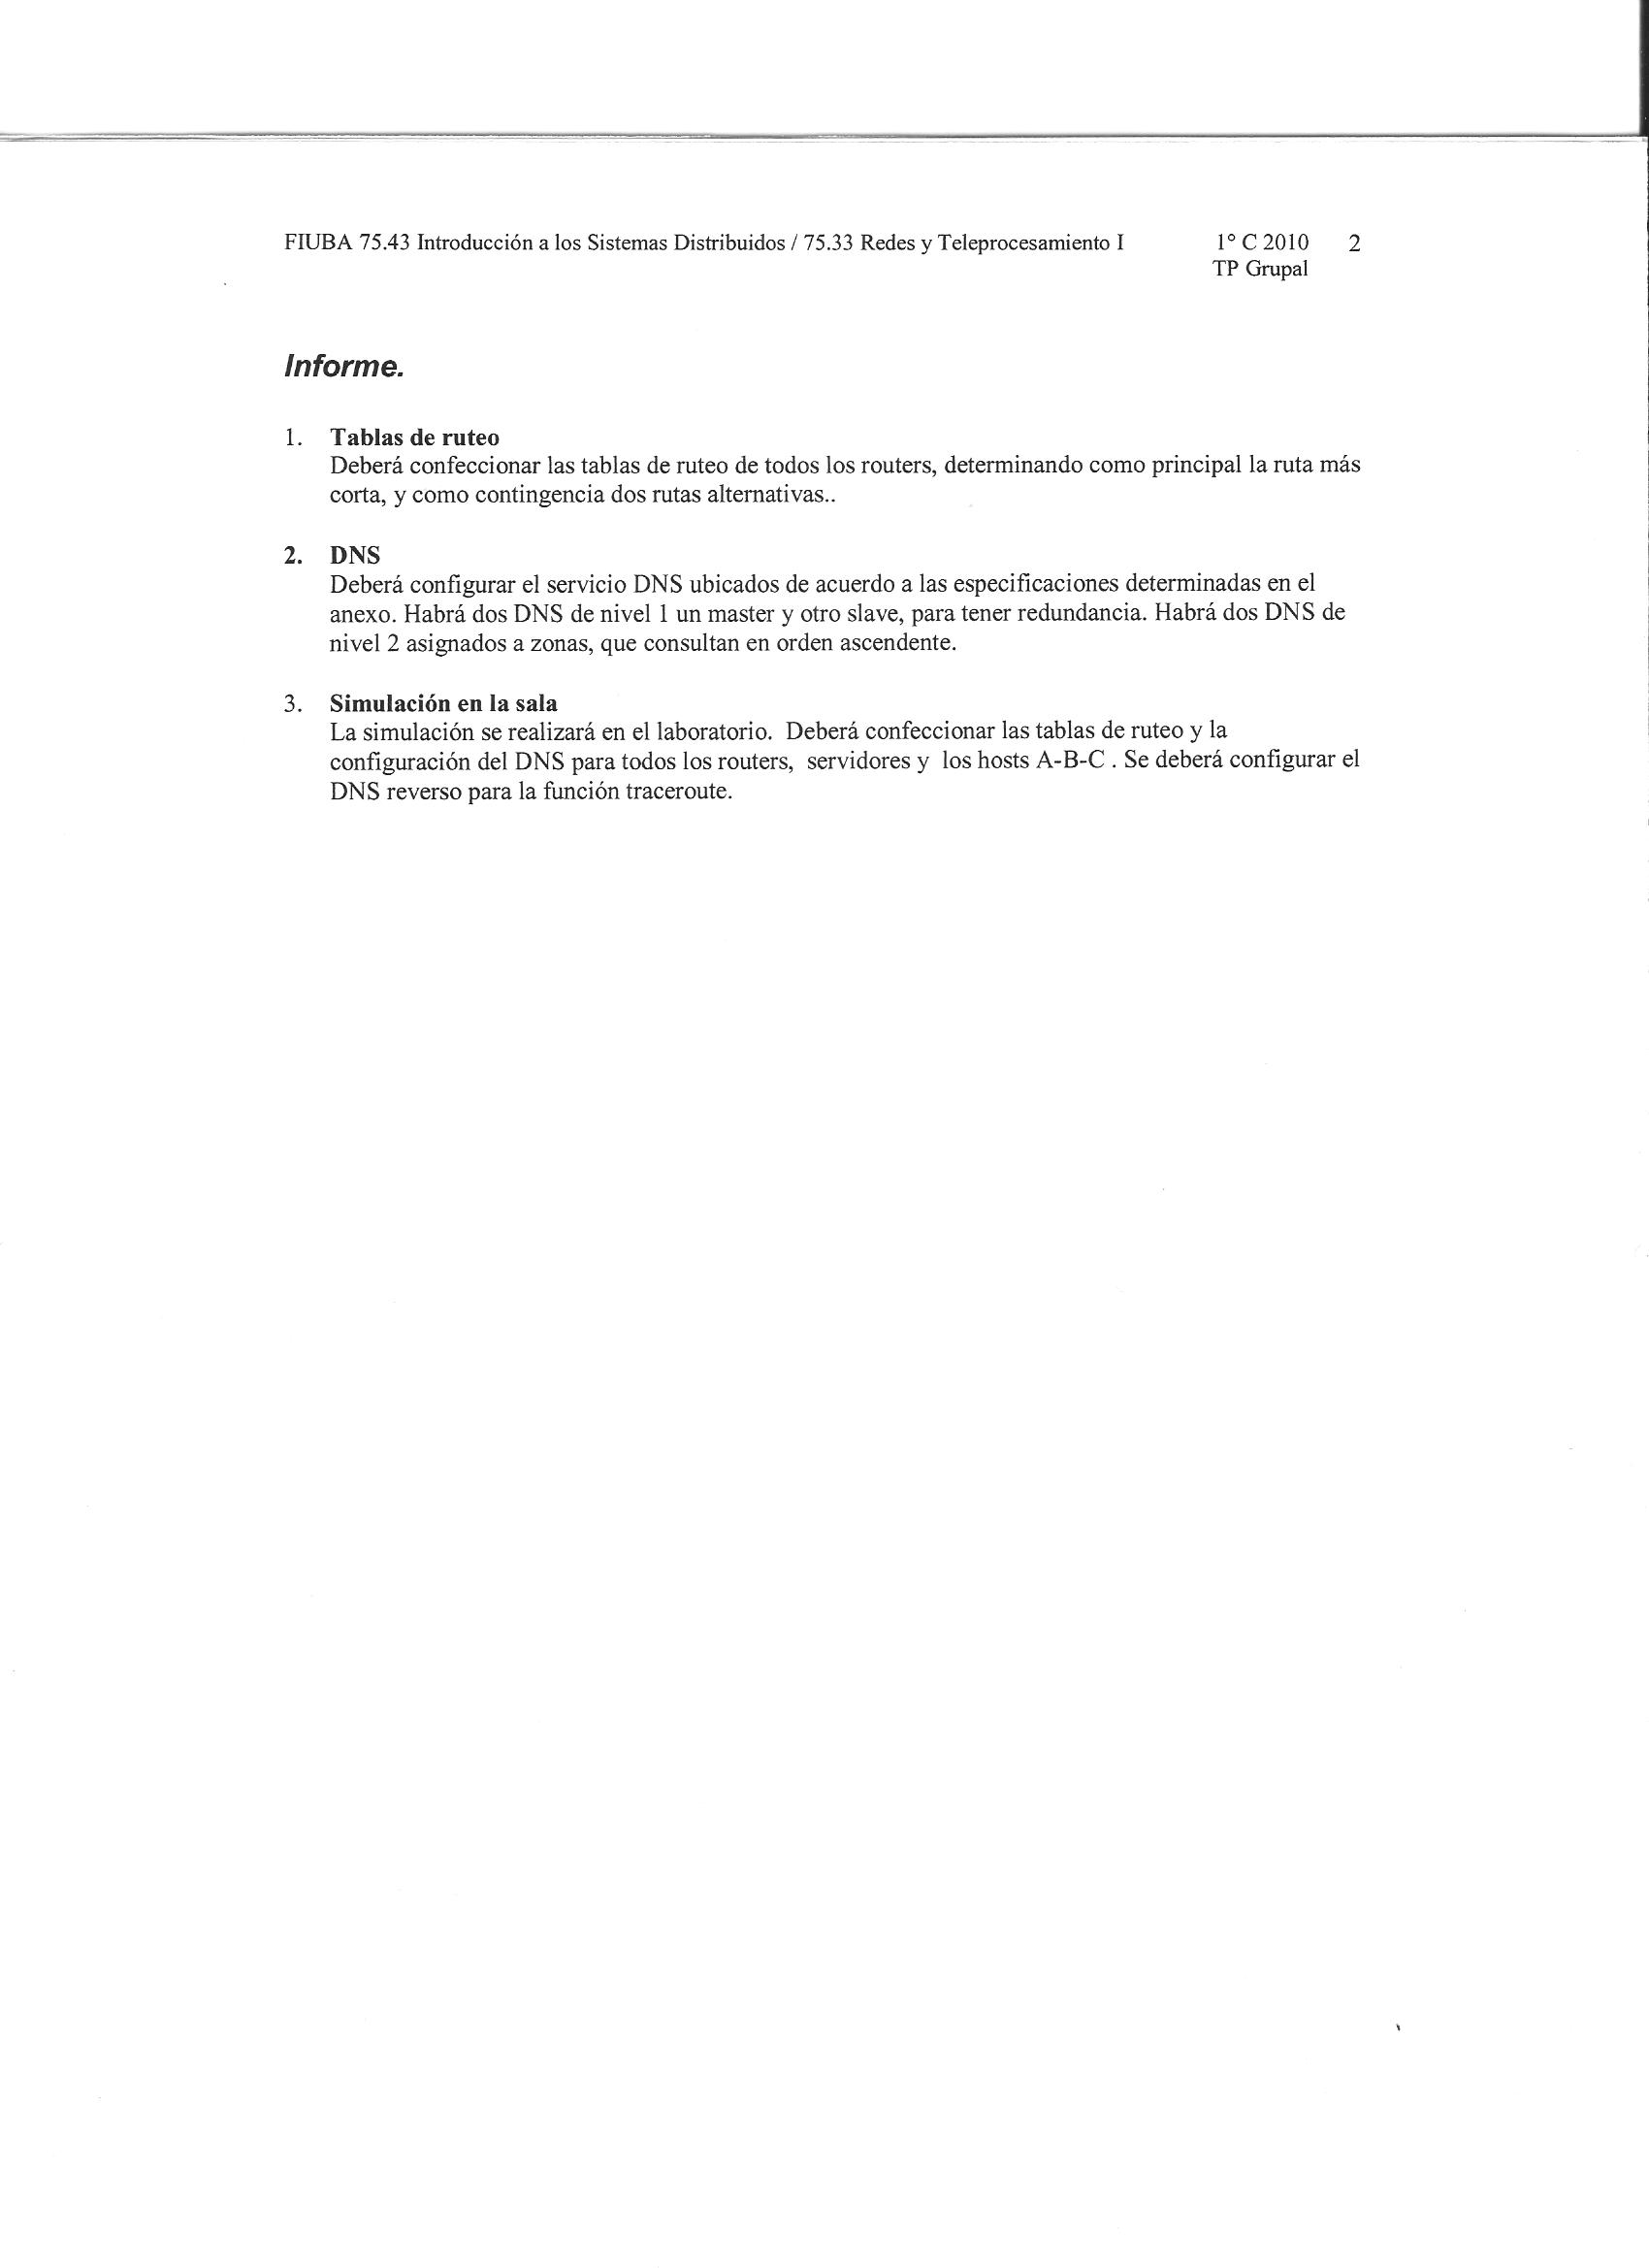 FIUBA 75.43 Introducción a los Sistemas Distribuidos / 75.33 Redes y Teleprocesamiento I 1° C 2010 2
TP Grupal
Informe.
1. Tablas de ruteo
Deberá confeccionar las tablas de ruteo de todos los routers, determinando como principal la ruta más
corta, y como contingencia dos rutas alternativas..
2. DNS
Deberá configurar el servicio DNS ubicados de acuerdo a las especificaciones determinadas en el
anexo. Habrá dos DNS de nivel 1 un master y otro slave, para tener redundancia. Habrá dos DNS de
nivel 2 asignados a zonas, que consultan en orden ascendente.
3. Simulación en la sala
La simulación se realizará en el laboratorio. Deberá confeccionar las tablas de ruteo y la
configuración del DNS para todos los routers, servidores y los hosts A-B-C . Se deberá configurar el
DNS reverso para la función traceroute.